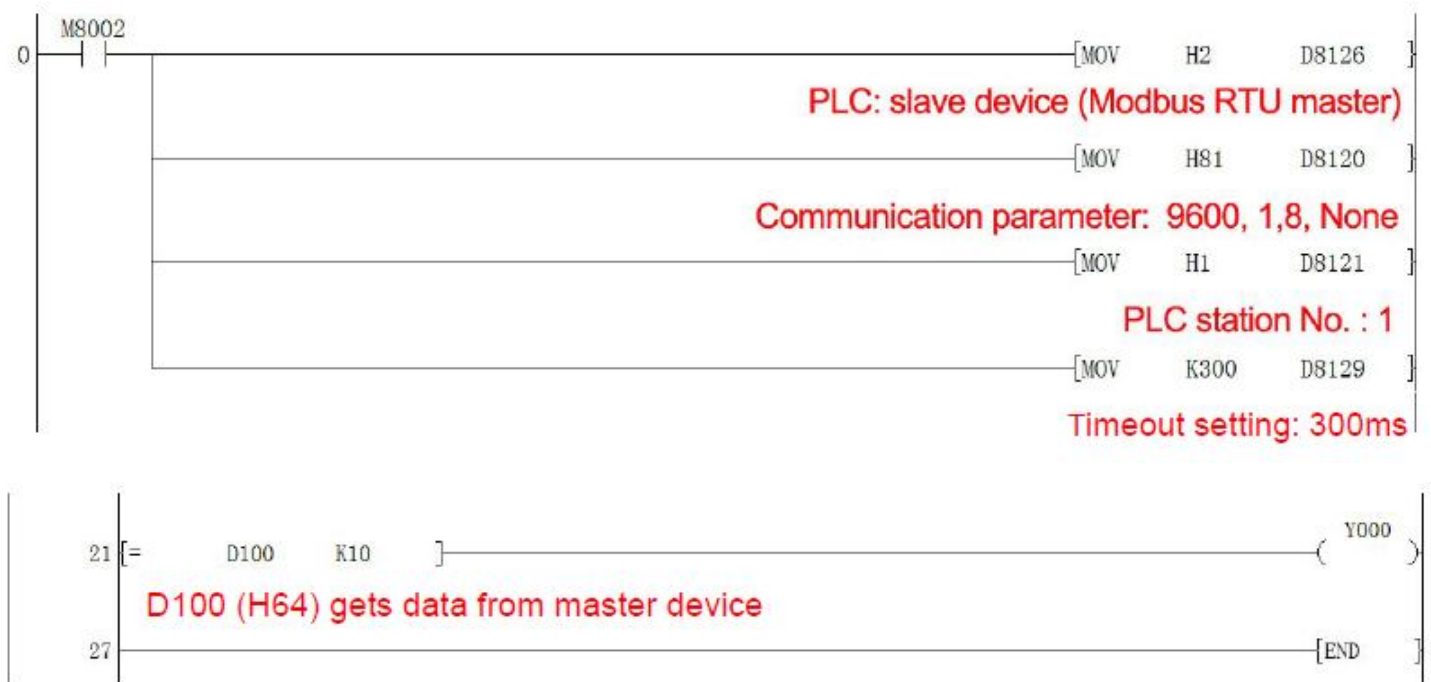 M8002
0 [MOV H2 D8126 ]
PLC: slave device (Modbus RTU master)
[MOV H81 D8120 ]
Communication parameter: 9600, 1,8, None
[MOV H1 D8121 ]
PLC station No. : 1
[MOV K300 D8129 ]
Timeout setting: 300ms
Y000
21 [= D100 K10 ] ( )
D100 (H64) gets data from master device
27 [END ]